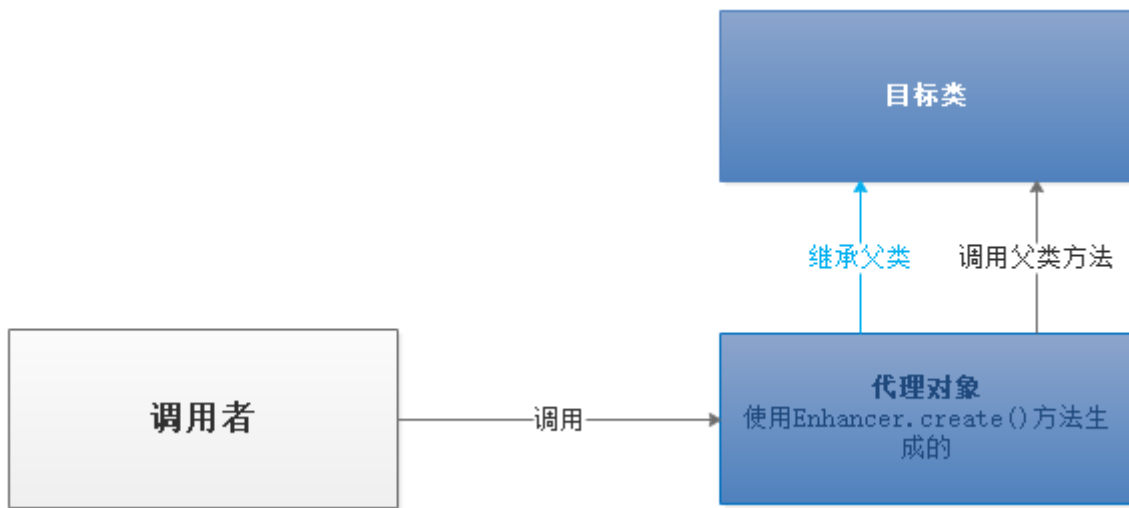 目标类
继承父类
调用父类方法
调用者
调用
代理对象
使用Enhancer.create()方法生
成的